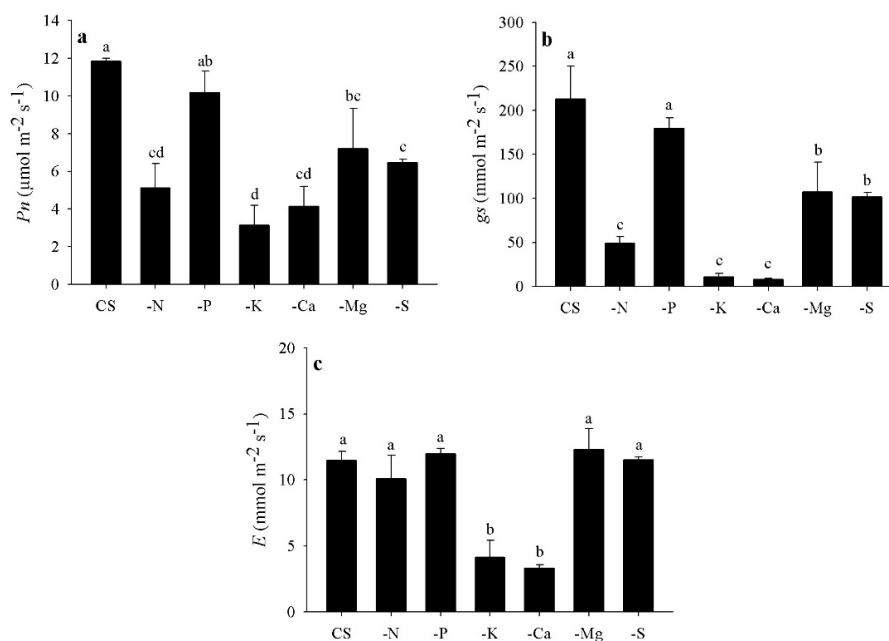 a
Pn (µmol m-2 s-1)
14
12
10
8
6
4
2
0
a
cd
ab
d
cd
bc
c
CS -N -P -K -Ca -Mg -S
b
gs (mmol m-2 s-1)
300
250
200
150
100
50
0
a
c
a
c
c
b
b
CS -N -P -K -Ca -Mg -S
c
E (mmol m-2 s-1)
20
15
10
5
0
a
a
a
b
b
a
a
CS -N -P -K -Ca -Mg -S